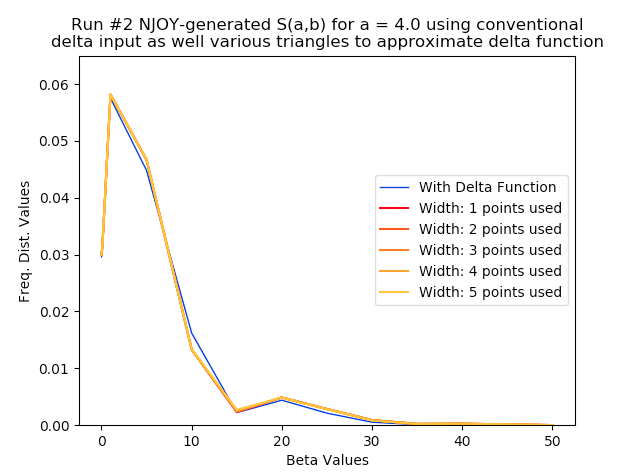 Run #2 NJOY-generated S(a,b) for a = 4.0 using conventional
delta input as well various triangles to approximate delta function
Freq. Dist. Values
0.06
0.05
0.04
0.03
0.02
0.01
0.00
With Delta Function
Width: 1 points used
Width: 2 points used
Width: 3 points used
Width: 4 points used
Width: 5 points used
0 10 20 30 40 50
Beta Values